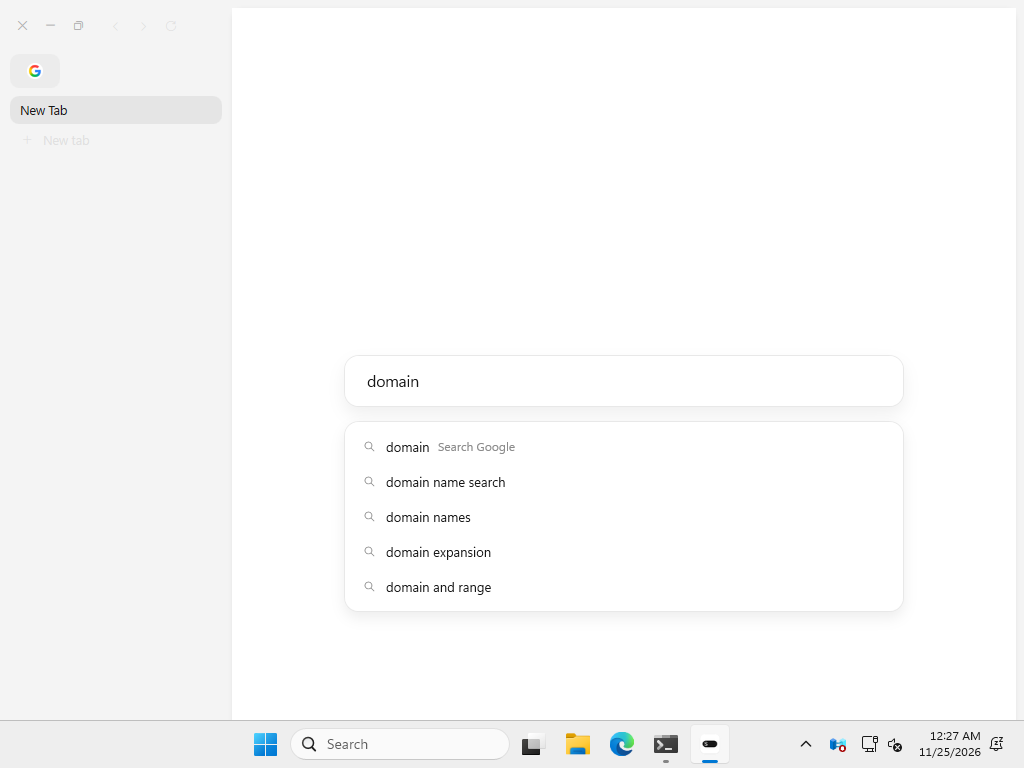 New Tab
New tab
domain
domain Search Google
domain name search
domain names
domain expansion
domain and range
Search
12:27 AM
11/25/2026